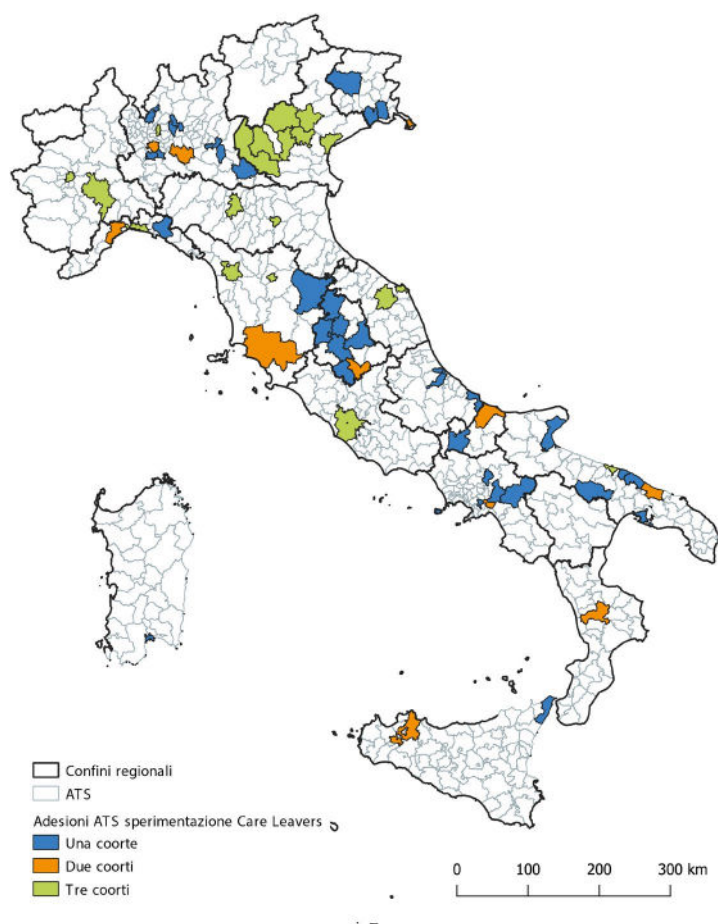 Confini regionali
ATS
Adesioni ATS sperimentazione Care Leavers
Una coorte
Due coorti
Tre coorti
0 100 200 300 km